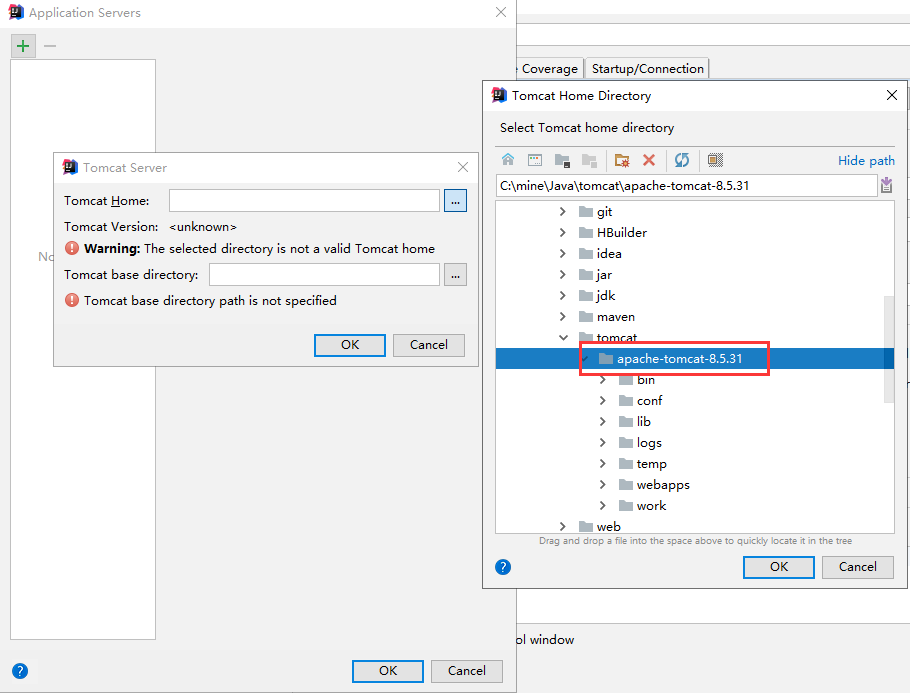 Application Servers
No
Tomcat Server
Tomcat Home:
...
Tomcat Version: <unknown>
Warning: The selected directory is not a valid Tomcat home
Tomcat base directory:
...
Tomcat base directory path is not specified
OK
Cancel
?
OK
Cancel
Coverage
Startup/Connection
Tomcat Home Directory
Select Tomcat home directory
Hide path
C:\mine\Java\tomcat\apache-tomcat-8.5.31
git
HBuilder
idea
jar
jdk
maven
tomcat
apache-tomcat-8.5.31
bin
conf
lib
logs
temp
webapps
work
web
Drag and drop a file into the space above to quickly locate it in the tree
?
OK
Cancel
ol window